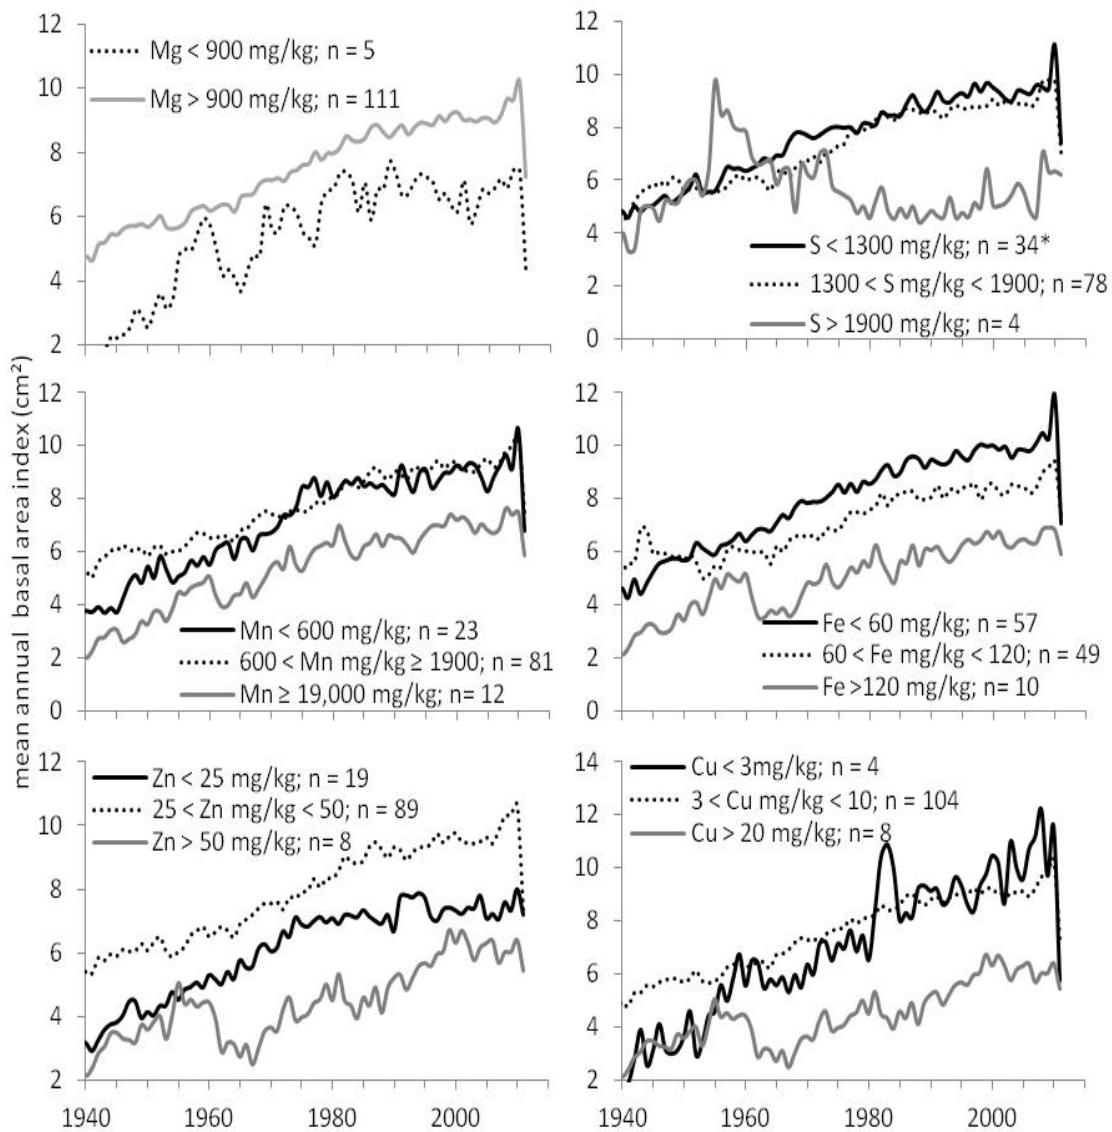 mean annual basal area index (cm²)
12
10
8
6
4
2
Mg < 900 mg/kg; n = 5
Mg > 900 mg/kg; n = 111
12
10
8
6
4
2
0
S < 1300 mg/kg; n = 34*
1300 < S mg/kg < 1900; n =78
S > 1900 mg/kg; n= 4
12
10
8
6
4
2
0
Mn < 600 mg/kg; n = 23
600 < Mn mg/kg ≥ 1900; n = 81
Mn ≥ 19,000 mg/kg; n= 12
12
10
8
6
4
2
0
Fe < 60 mg/kg; n = 57
60 < Fe mg/kg < 120; n = 49
Fe >120 mg/kg; n= 10
12
10
8
6
4
2
Zn < 25 mg/kg; n = 19
25 < Zn mg/kg < 50; n = 89
Zn > 50 mg/kg; n= 8
1940 1960 1980 2000
14
12
10
8
6
4
2
Cu < 3mg/kg; n = 4
3 < Cu mg/kg < 10; n = 104
Cu > 20 mg/kg; n= 8
1940 1960 1980 2000